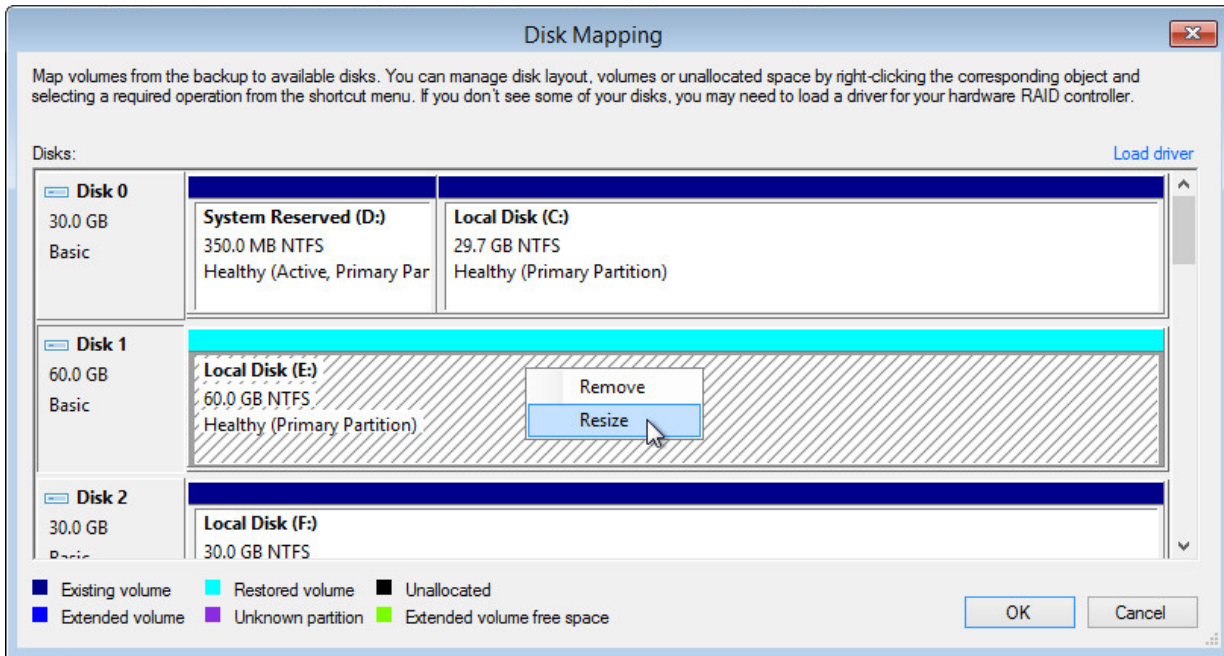 Disk Mapping
Map volumes from the backup to available disks. You can manage disk layout, volumes or unallocated space by right-clicking the corresponding object and
selecting a required operation from the shortcut menu. If you don't see some of your disks, you may need to load a driver for your hardware RAID controller.
Disks:
Load driver
Disk 0
30.0 GB
Basic
System Reserved (D:)
350.0 MB NTFS
Healthy (Active, Primary Par
Local Disk (C:)
29.7 GB NTFS
Healthy (Primary Partition)
Disk 1
60.0 GB
Basic
Local Disk (E:)
60.0 GB NTFS
Healthy (Primary Partition)
Remove
Resize
Disk 2
30.0 GB
Basic
Local Disk (F:)
30.0 GB NTFS
Existing volume
Restored volume
Unallocated
Extended volume
Unknown partition
Extended volume free space
OK
Cancel